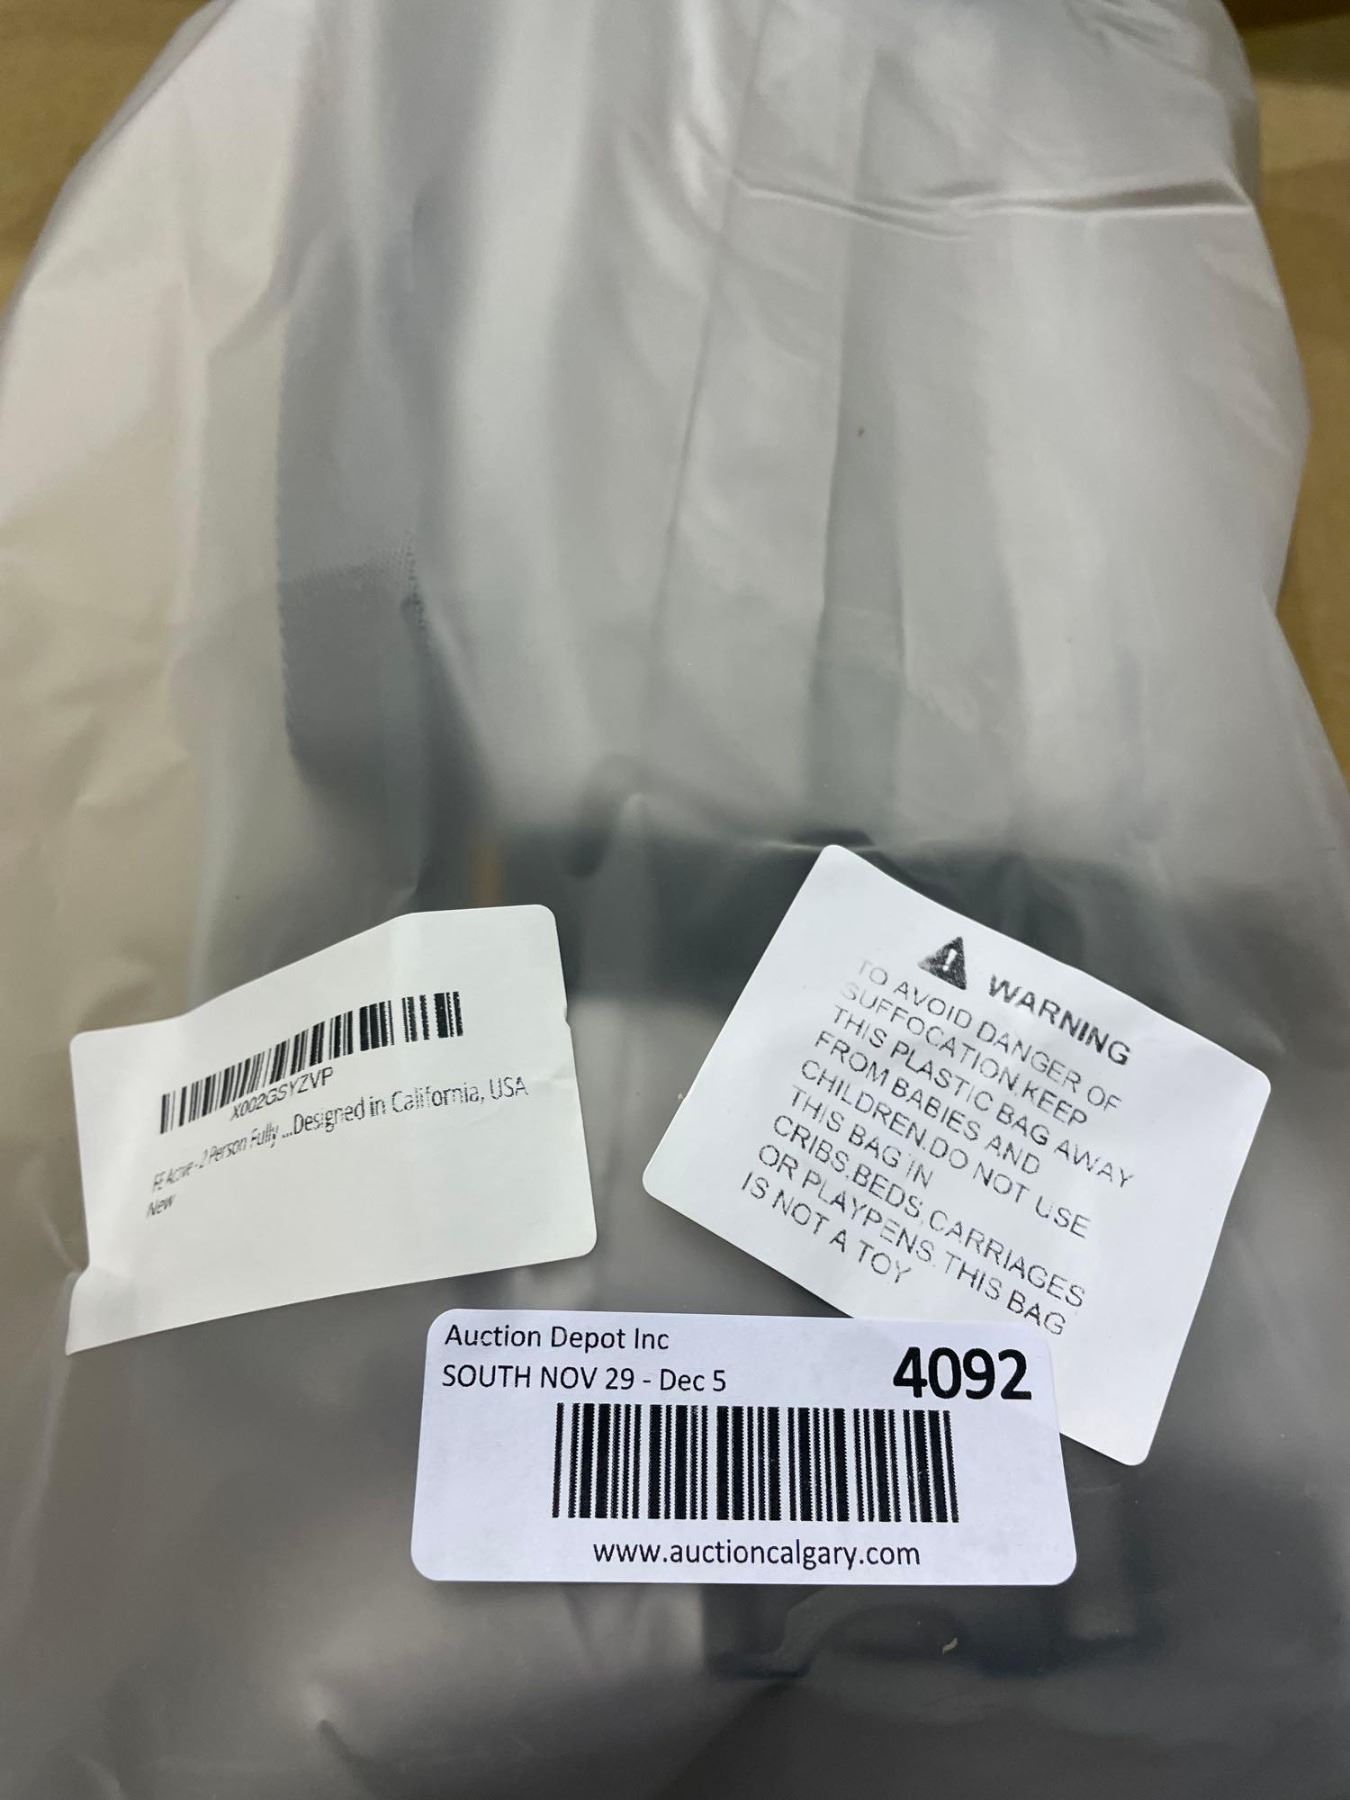 X002GSYZVP
FE Active - 2 Person Fully ...Designed in California, USA
New
! WARNING
TO AVOID DANGER OF
SUFFOCATION,KEEP
THIS PLASTIC BAG AWAY
FROM BABIES AND
CHILDREN.DO NOT USE
THIS BAG IN
CRIBS,BEDS, CARRIAGES
OR PLAYPENS.THIS BAG
IS NOT A TOY
Auction Depot Inc
SOUTH NOV 29 - Dec 5
4092
www.auctioncalgary.com